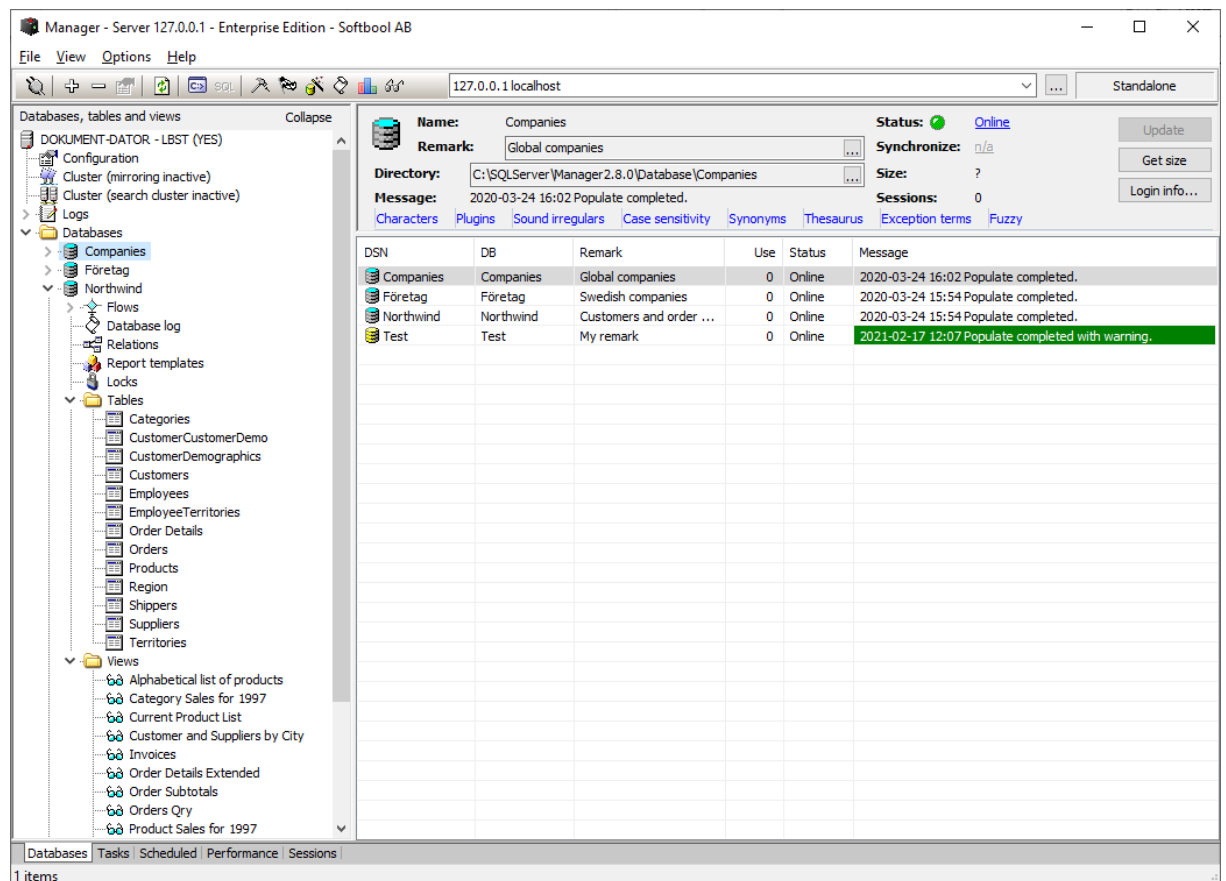 Manager - Server 127.0.0.1 - Enterprise Edition - Softbool AB
File View Options Help
SQL 127.0.0.1 localhost ... Standalone
Databases, tables and views Collapse
DOKUMENT-DATOR - LBST (YES)
Configuration
Cluster (mirroring inactive)
Cluster (search cluster inactive)
Logs
Databases
Companies
Företag
Northwind
Flows
Database log
Relations
Report templates
Locks
Tables
Categories
CustomerCustomerDemo
CustomerDemographics
Customers
Employees
EmployeeTerritories
Order Details
Orders
Products
Region
Shippers
Suppliers
Territories
Views
Alphabetical list of products
Category Sales for 1997
Current Product List
Customer and Suppliers by City
Invoices
Order Details Extended
Order Subtotals
Orders Qry
Product Sales for 1997
Name: Companies Status: Online Update
Remark: Global companies ... Synchronize: n/a Get size
Directory: C:\SQLServer\Manager2.8.0\Database\Companies ... Size: ? Login info...
Message: 2020-03-24 16:02 Populate completed. Sessions: 0
Characters Plugins Sound irregulars Case sensitivity Synonyms Thesaurus Exception terms Fuzzy
DSN DB Remark Use Status Message
Companies Companies Global companies 0 Online 2020-03-24 16:02 Populate completed.
Företag Företag Swedish companies 0 Online 2020-03-24 15:54 Populate completed.
Northwind Northwind Customers and order ... 0 Online 2020-03-24 15:54 Populate completed.
Test Test My remark 0 Online 2021-02-17 12:07 Populate completed with warning.
Databases Tasks Scheduled Performance Sessions
1 items